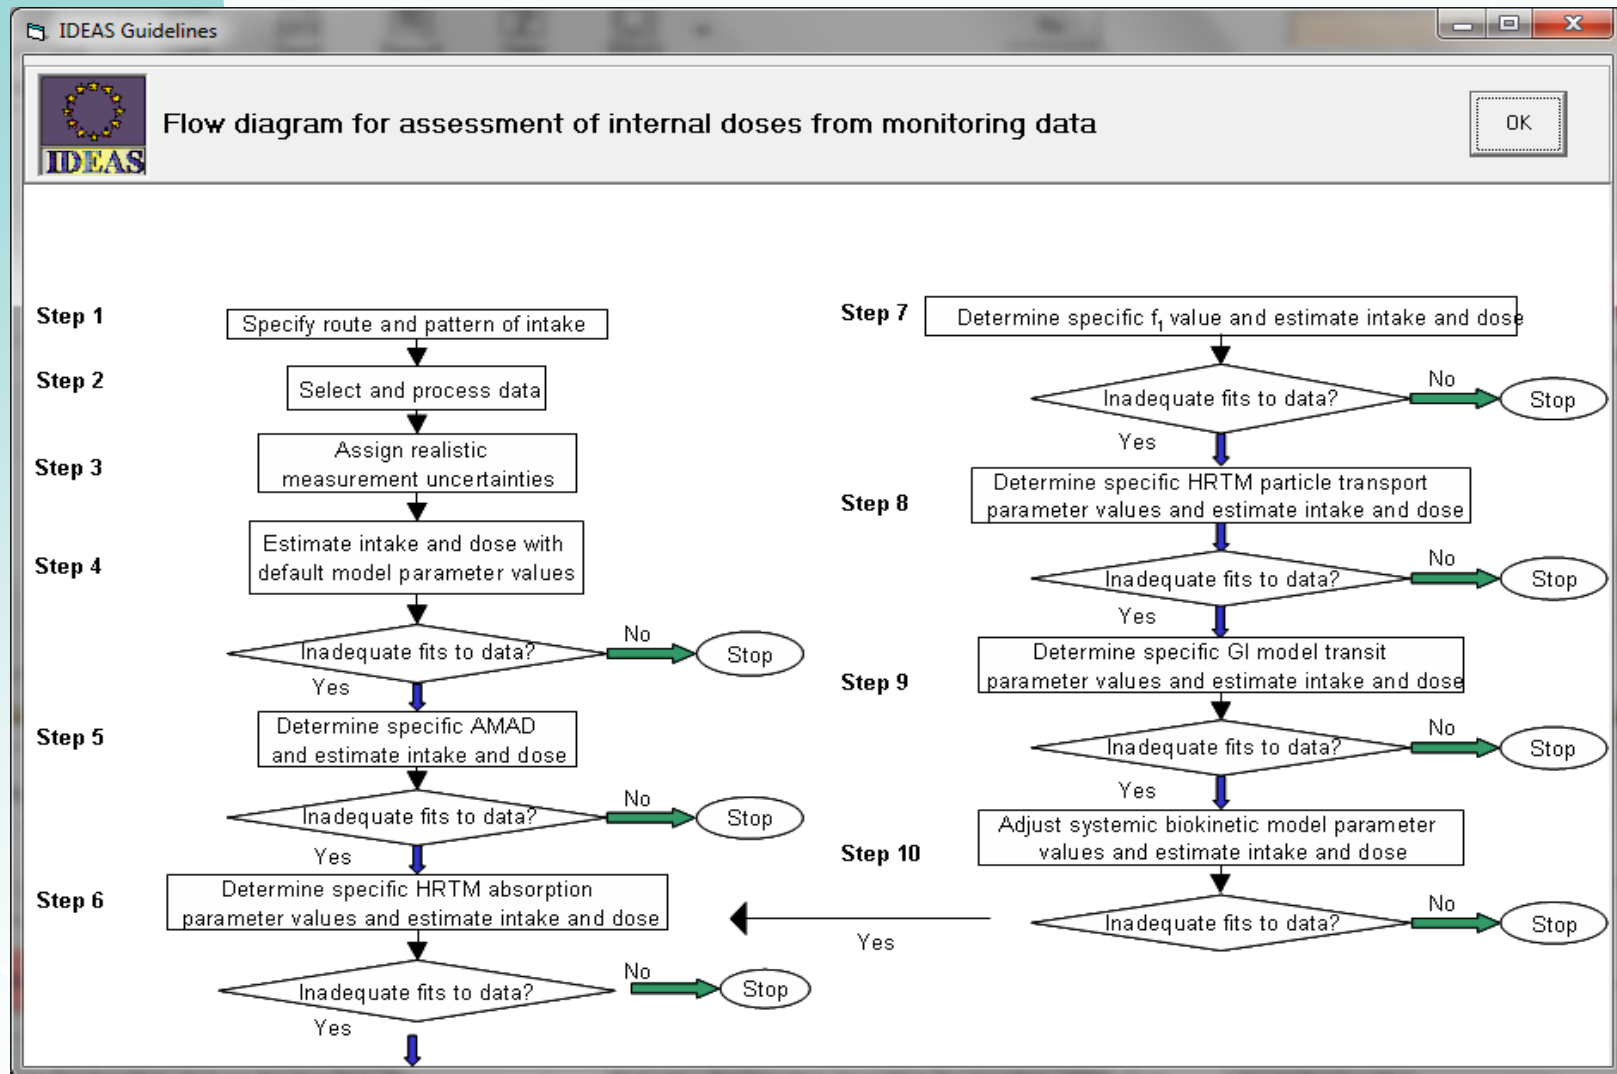 IDEAS Guidelines
IDEAS
Flow diagram for assessment of internal doses from monitoring data
OK
Step 1
Specify route and pattern of intake
Step 2
Select and process data
Step 3
Assign realistic
measurement uncertainties
Step 4
Estimate intake and dose with
default model parameter values
Inadequate fits to data?
No
Stop
Yes
Step 5
Determine specific AMAD
and estimate intake and dose
Inadequate fits to data?
No
Stop
Yes
Step 6
Determine specific HRTM absorption
parameter values and estimate intake and dose
Inadequate fits to data?
No
Stop
Yes
Step 7
Determine specific f₁ value and estimate intake and dose
Inadequate fits to data?
No
Stop
Yes
Step 8
Determine specific HRTM particle transport
parameter values and estimate intake and dose
Inadequate fits to data?
No
Stop
Yes
Step 9
Determine specific GI model transit
parameter values and estimate intake and dose
Inadequate fits to data?
No
Stop
Yes
Step 10
Adjust systemic biokinetic model parameter
values and estimate intake and dose
Inadequate fits to data?
No
Stop
Yes